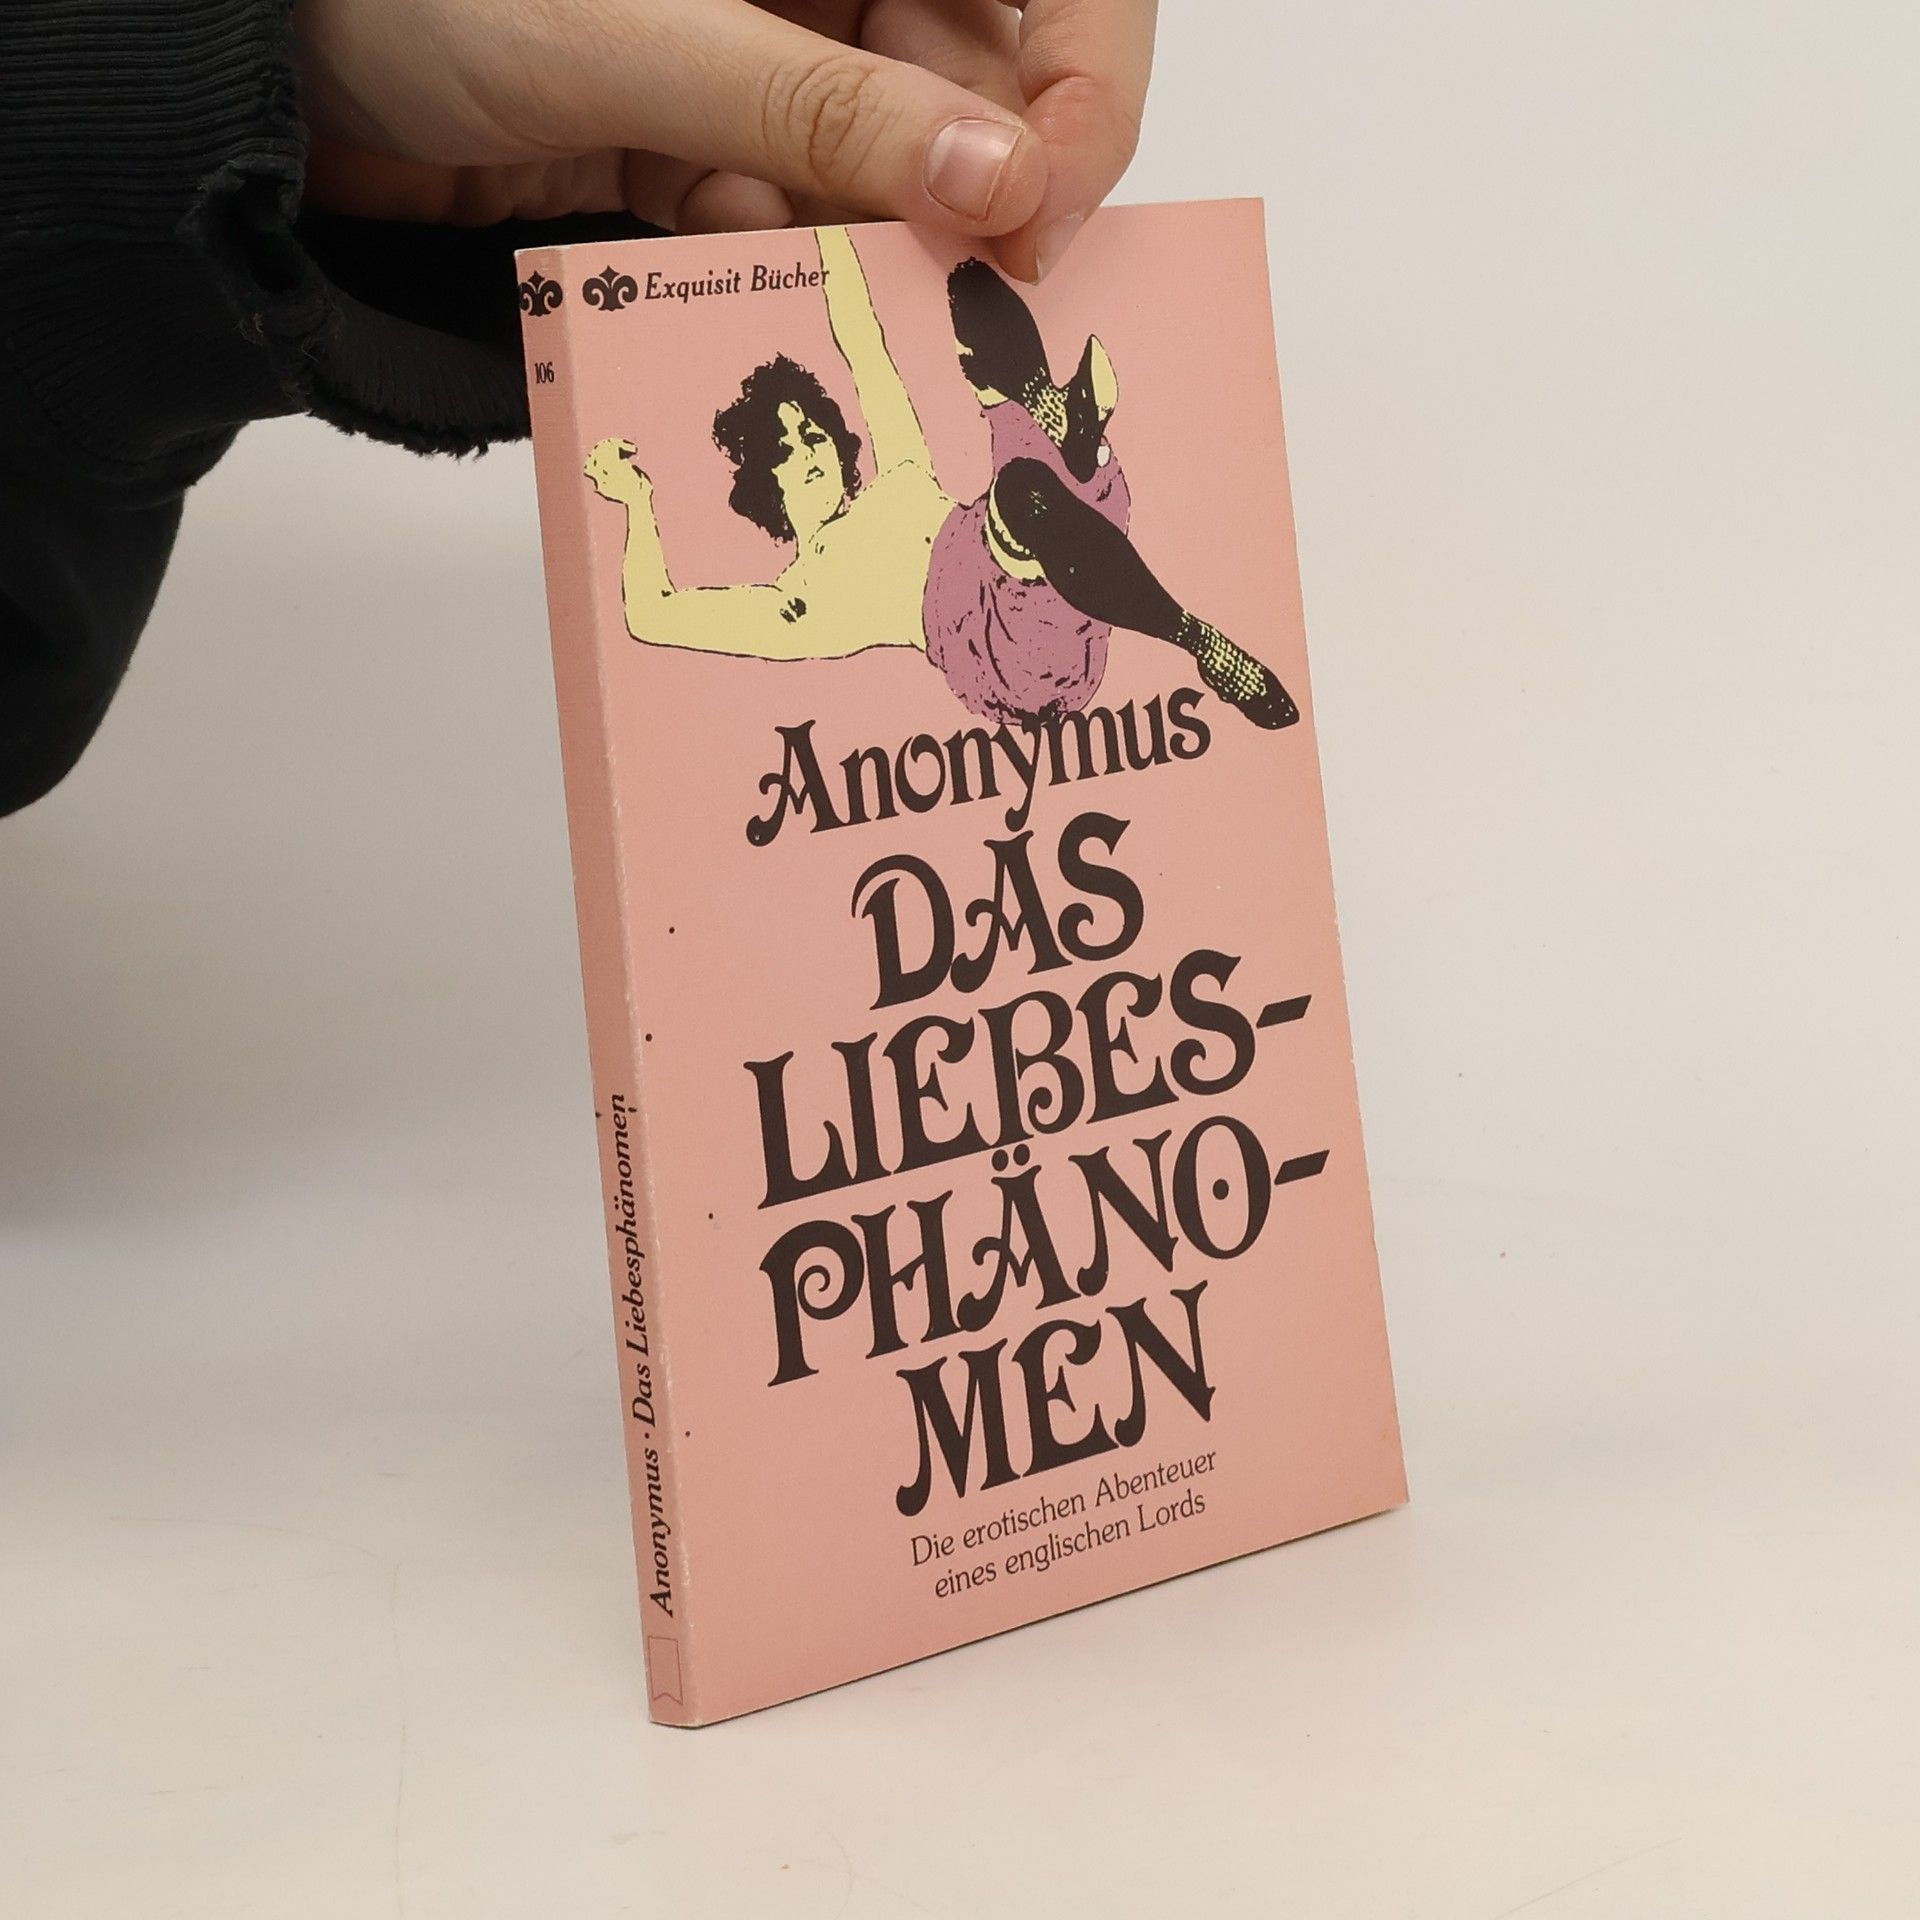 Exquisit Bücher
106
Anonymus
DAS
LIEBES-
PHÄNO-
MEN
Die erotischen Abenteuer
eines englischen Lords
Anonymus · Das Liebesphänomen